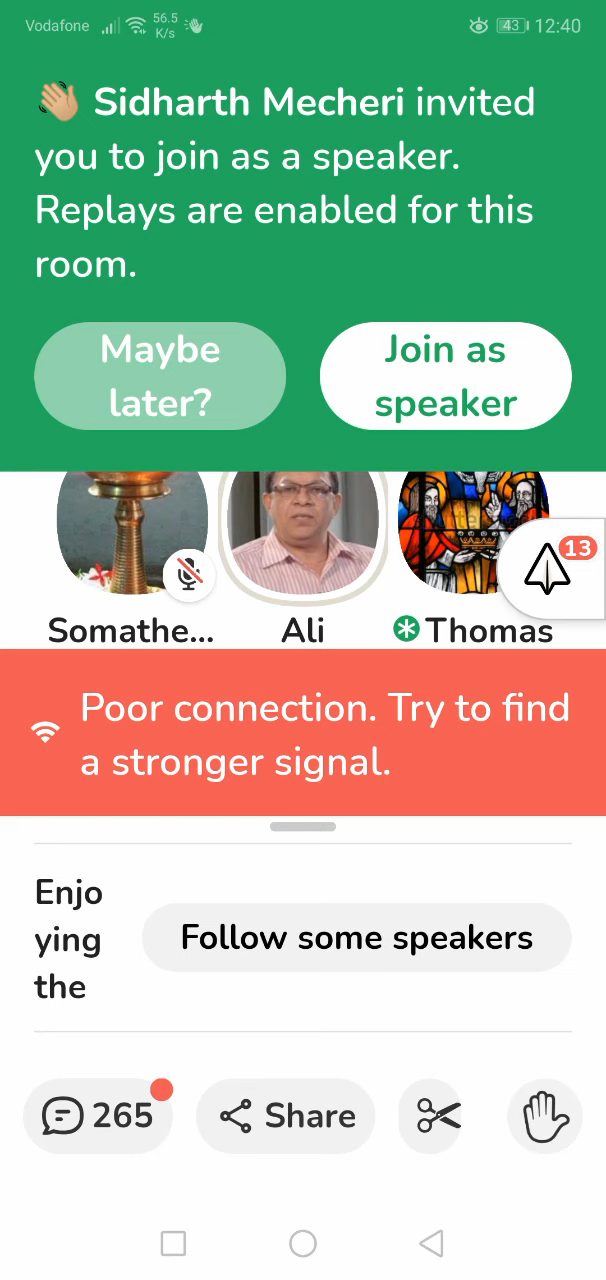 Vodafone 56.5 K/s 43 12:40
👋 Sidharth Mecheri invited
you to join as a speaker.
Replays are enabled for this
room.
Maybe
later?
Join as
speaker
13
Somathe...
Ali
Thomas
Poor connection. Try to find
a stronger signal.
Enjo
ying
the
Follow some speakers
265
Share